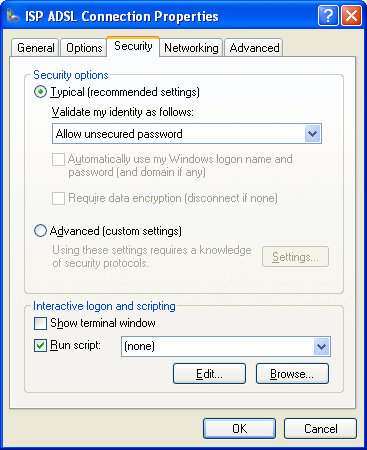 ISP ADSL Connection Properties
General Options Security Networking Advanced
Security options
Typical (recommended settings)
Validate my identity as follows:
Allow unsecured password
Automatically use my Windows logon name and
password (and domain if any)
Require data encryption (disconnect if none)
Advanced (custom settings)
Using these settings requires a knowledge
of security protocols.
Settings...
Interactive logon and scripting
Show terminal window
Run script: (none)
Edit... Browse...
OK Cancel